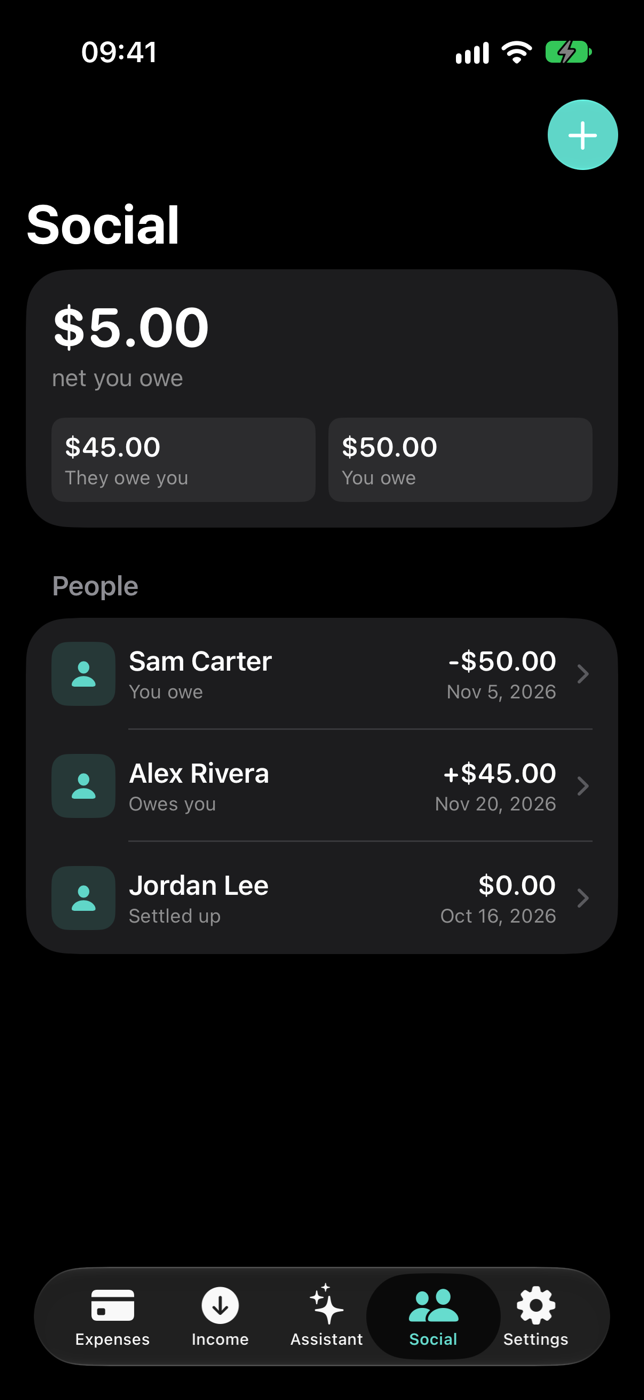 09:41
Social
$5.00
net you owe
$45.00
They owe you
$50.00
You owe
People
Sam Carter
You owe
-$50.00
Nov 5, 2026
Alex Rivera
Owes you
+$45.00
Nov 20, 2026
Jordan Lee
Settled up
$0.00
Oct 16, 2026
Expenses
Income
Assistant
Social
Settings